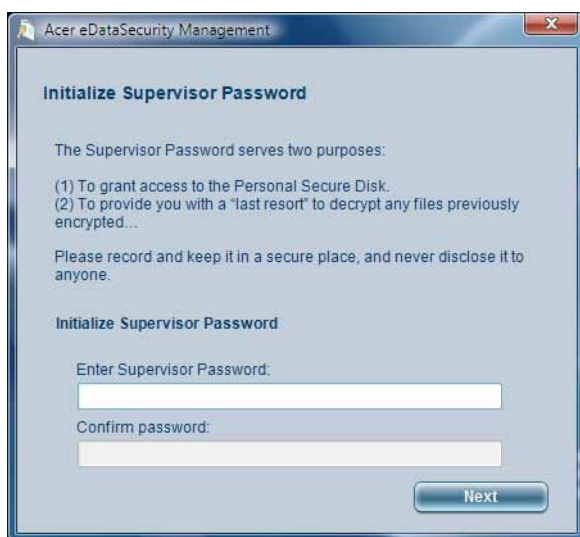 Acer eDataSecurity Management
Initialize Supervisor Password
The Supervisor Password serves two purposes:
(1) To grant access to the Personal Secure Disk.
(2) To provide you with a "last resort" to decrypt any files previously
encrypted...
Please record and keep it in a secure place, and never disclose it to
anyone.
Initialize Supervisor Password
Enter Supervisor Password:
Confirm password:
Next